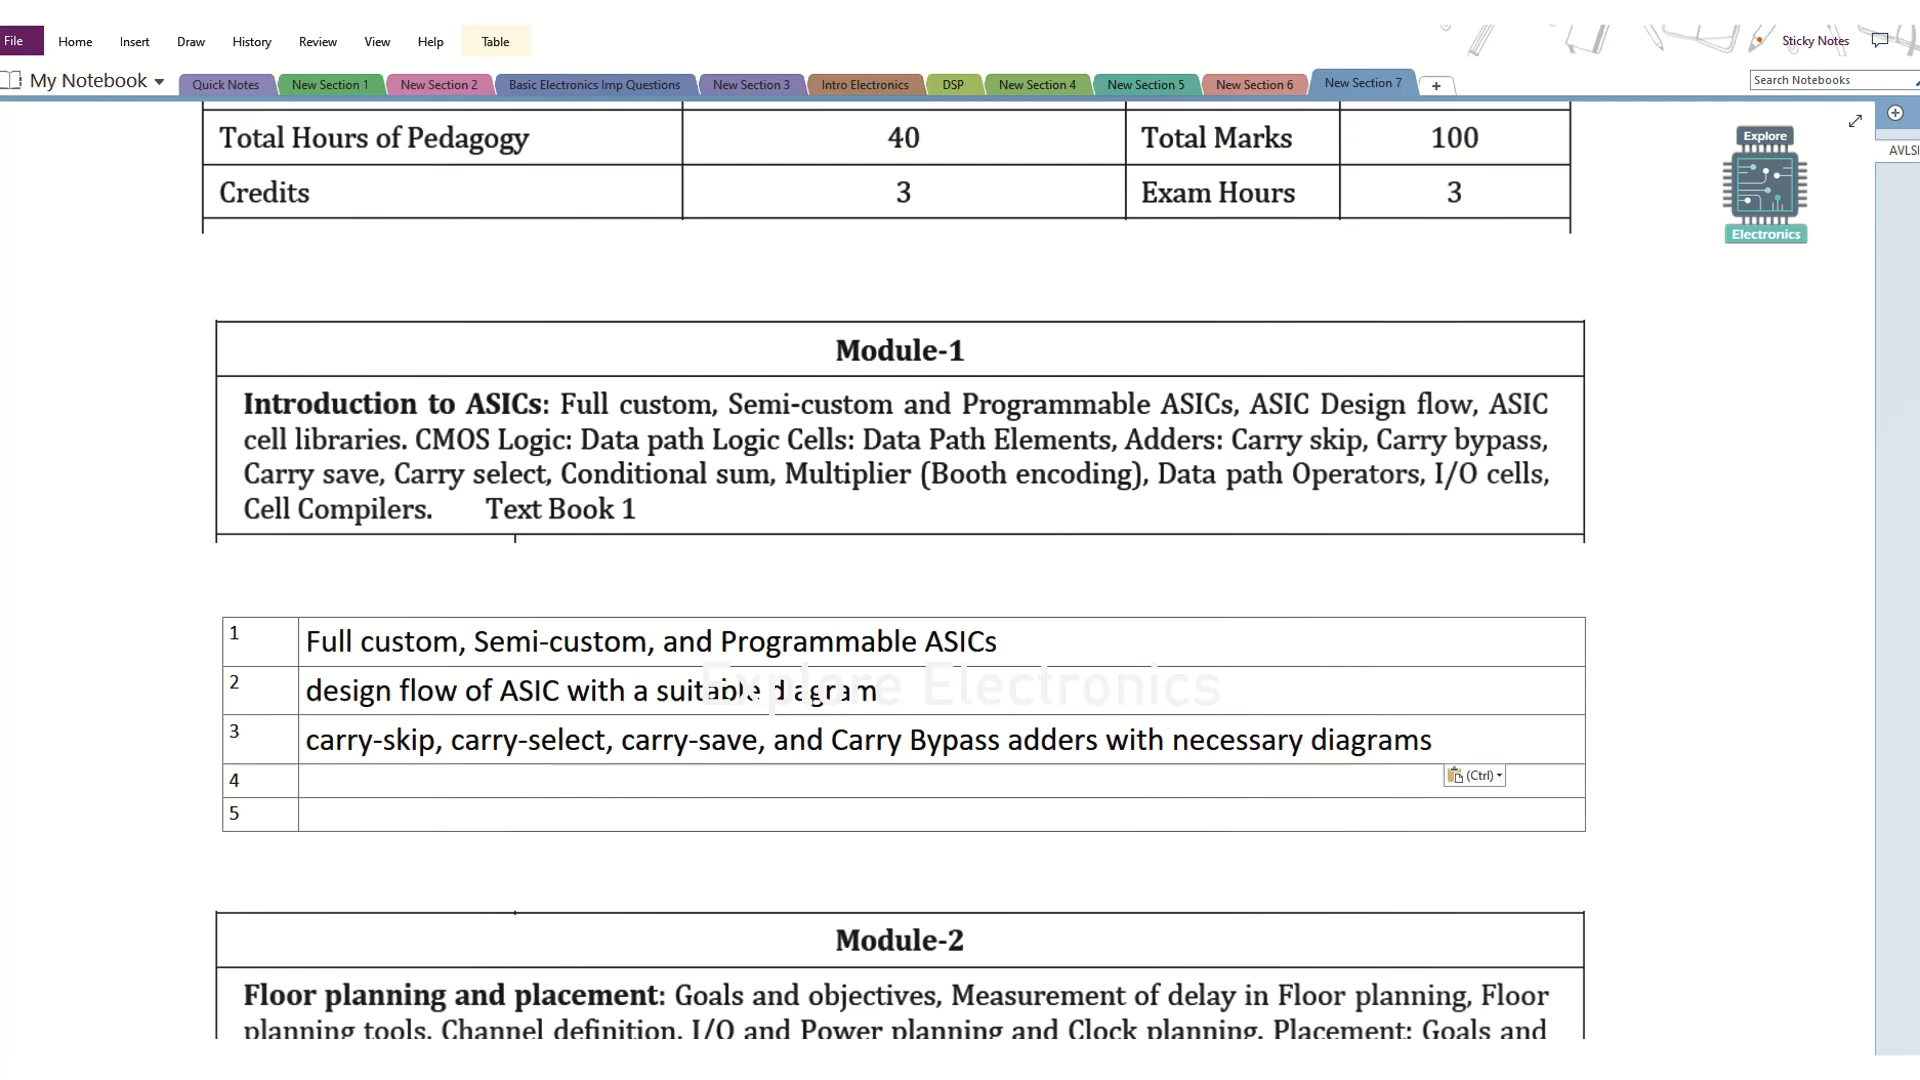 File Home Insert Draw History Review View Help Table Sticky Notes
My Notebook Quick Notes New Section 1 New Section 2 Basic Electronics Imp Questions New Section 3 Intro Electronics DSP New Section 4 New Section 5 New Section 6 New Section 7 + Search Notebooks
Total Hours of Pedagogy 40 Total Marks 100
Credits 3 Exam Hours 3
Explore
Electronics
AVLSI
Module-1
Introduction to ASICs: Full custom, Semi-custom and Programmable ASICs, ASIC Design flow, ASIC
cell libraries. CMOS Logic: Data path Logic Cells: Data Path Elements, Adders: Carry skip, Carry bypass,
Carry save, Carry select, Conditional sum, Multiplier (Booth encoding), Data path Operators, I/O cells,
Cell Compilers. Text Book 1
1 Full custom, Semi-custom, and Programmable ASICs
2 design flow of ASIC with a suitable diagram
Explore Electronics
3 carry-skip, carry-select, carry-save, and Carry Bypass adders with necessary diagrams
(Ctrl)
4
5
Module-2
Floor planning and placement: Goals and objectives, Measurement of delay in Floor planning, Floor
planning tools, Channel definition, I/O and Power planning and Clock planning. Placement: Goals and